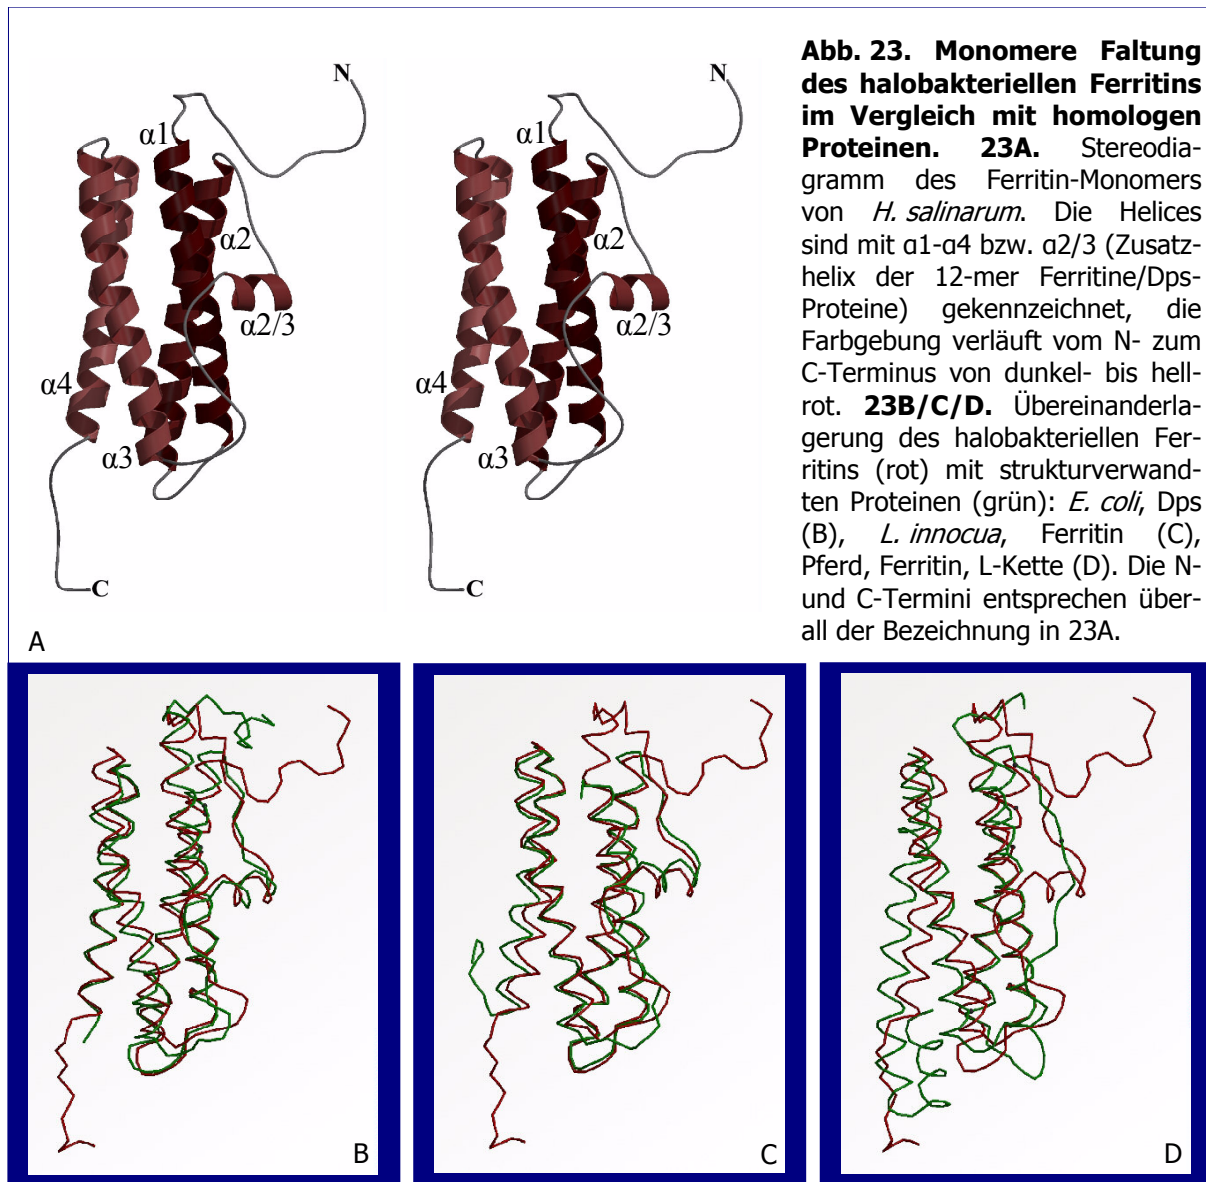 Abb. 23. Monomere Faltung
des halobakteriellen Ferritins
im Vergleich mit homologen
Proteinen. 23A. Stereodia-
gramm des Ferritin-Monomers
von H. salinarum. Die Helices
sind mit α1-α4 bzw. α2/3 (Zusatz-
helix der 12-mer Ferritine/Dps-
Proteine) gekennzeichnet, die
Farbgebung verläuft vom N- zum
C-Terminus von dunkel- bis hell-
rot. 23B/C/D. Übereinanderla-
gerung des halobakteriellen Fer-
ritins (rot) mit strukturverwand-
ten Proteinen (grün): E. coli, Dps
(B), L. innocua, Ferritin (C),
Pferd, Ferritin, L-Kette (D). Die N-
und C-Termini entsprechen über-
all der Bezeichnung in 23A.
N
α1
α2
α2/3
α4
α3
C
N
α1
α2
α2/3
α4
α3
C
A
B
C
D